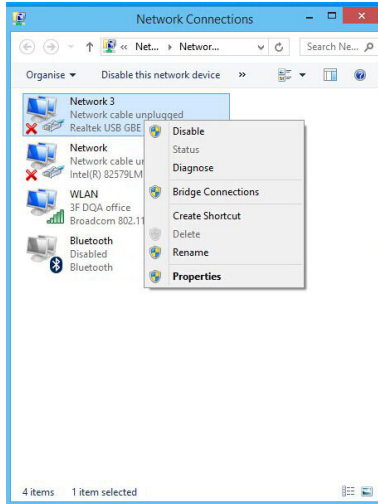 Network Connections
« Net... Networ...
Search Ne...
Organise
Disable this network device
»
Network 3
Network cable unplugged
Realtek USB GBE
Network
Network cable un
Intel(R) 82579LM
WLAN
3F DQA office
Broadcom 802.11
Bluetooth
Disabled
Bluetooth
Disable
Status
Diagnose
Bridge Connections
Create Shortcut
Delete
Rename
Properties
4 items 1 item selected